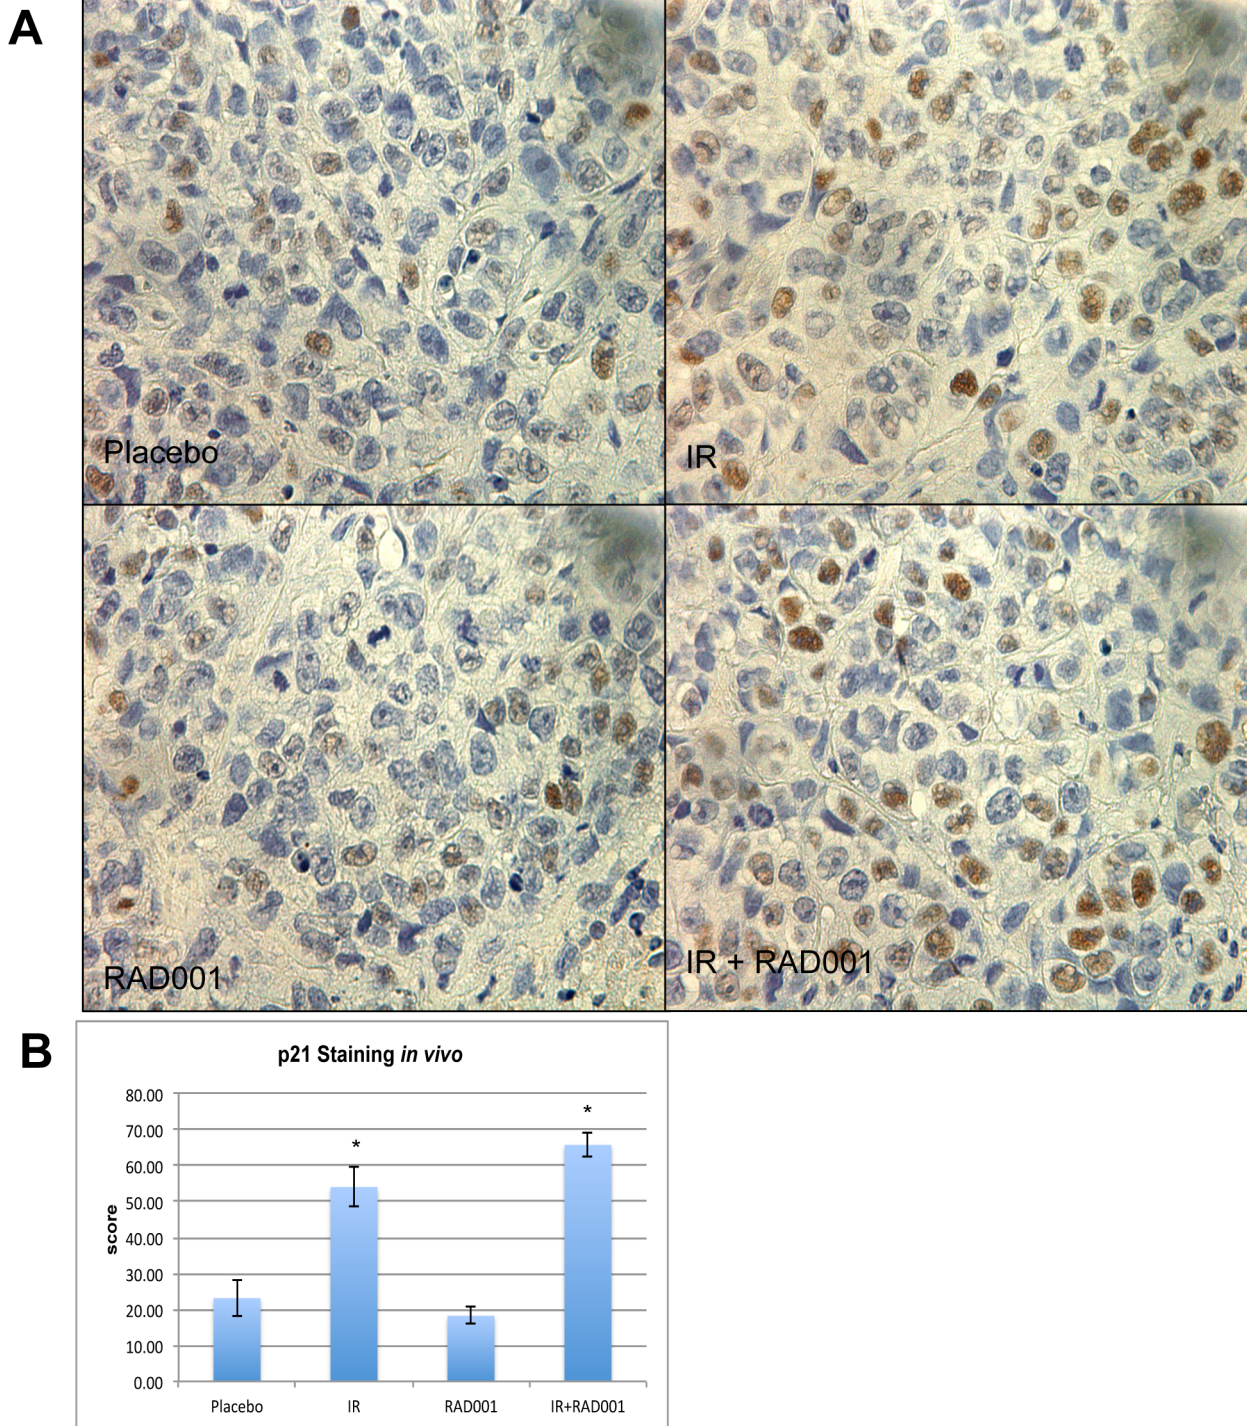 A
Placebo
IR
RAD001
IR + RAD001
B
p21 Staining in vivo
80.00
70.00
60.00
50.00
40.00
30.00
20.00
10.00
0.00
score
*
*
Placebo IR RAD001 IR+RAD001